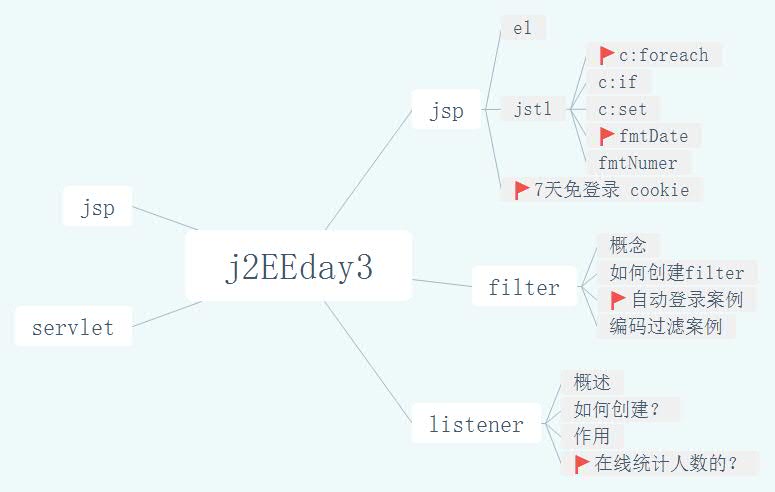 j2EEday3
jsp
servlet
jsp
el
jstl
c:foreach
c:if
c:set
fmtDate
fmtNumer
7天免登录 cookie
filter
概念
如何创建filter
自动登录案例
编码过滤案例
listener
概述
如何创建？
作用
在线统计人数的？